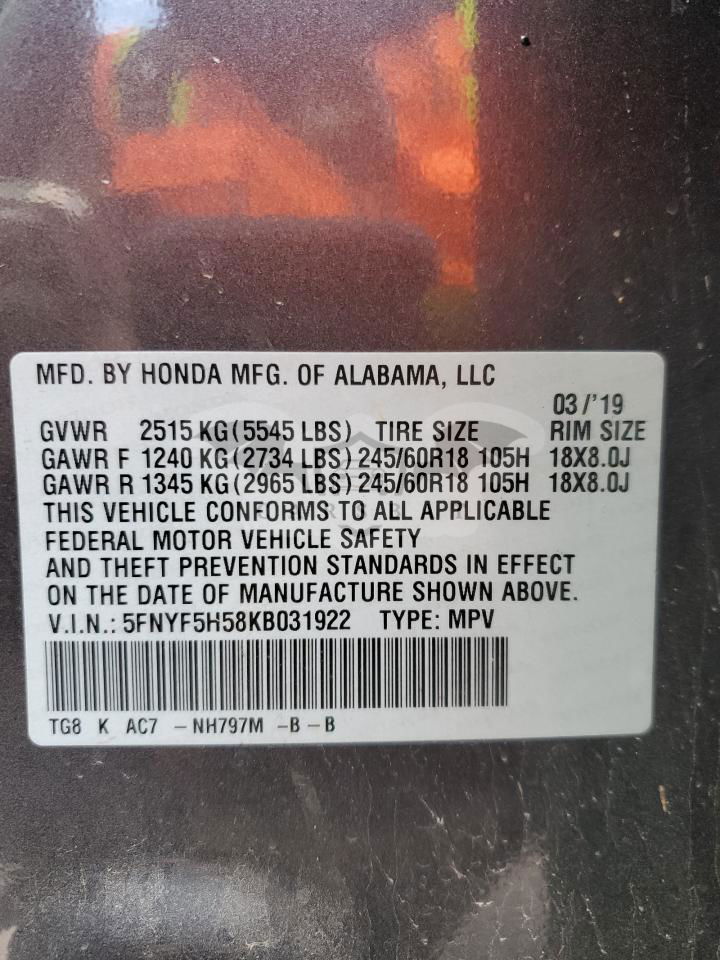 MFD. BY HONDA MFG. OF ALABAMA, LLC
03/'19
GVWR 2515 KG(5545 LBS) TIRE SIZE RIM SIZE
GAWR F 1240 KG(2734 LBS) 245/60R18 105H 18X8.0J
GAWR R 1345 KG(2965 LBS) 245/60R18 105H 18X8.0J
THIS VEHICLE CONFORMS TO ALL APPLICABLE
FEDERAL MOTOR VEHICLE SAFETY
AND THEFT PREVENTION STANDARDS IN EFFECT
ON THE DATE OF MANUFACTURE SHOWN ABOVE.
V.I.N.: 5FNYF5H58KB031922 TYPE: MPV
TG8 K AC7 -NH797M -B-B